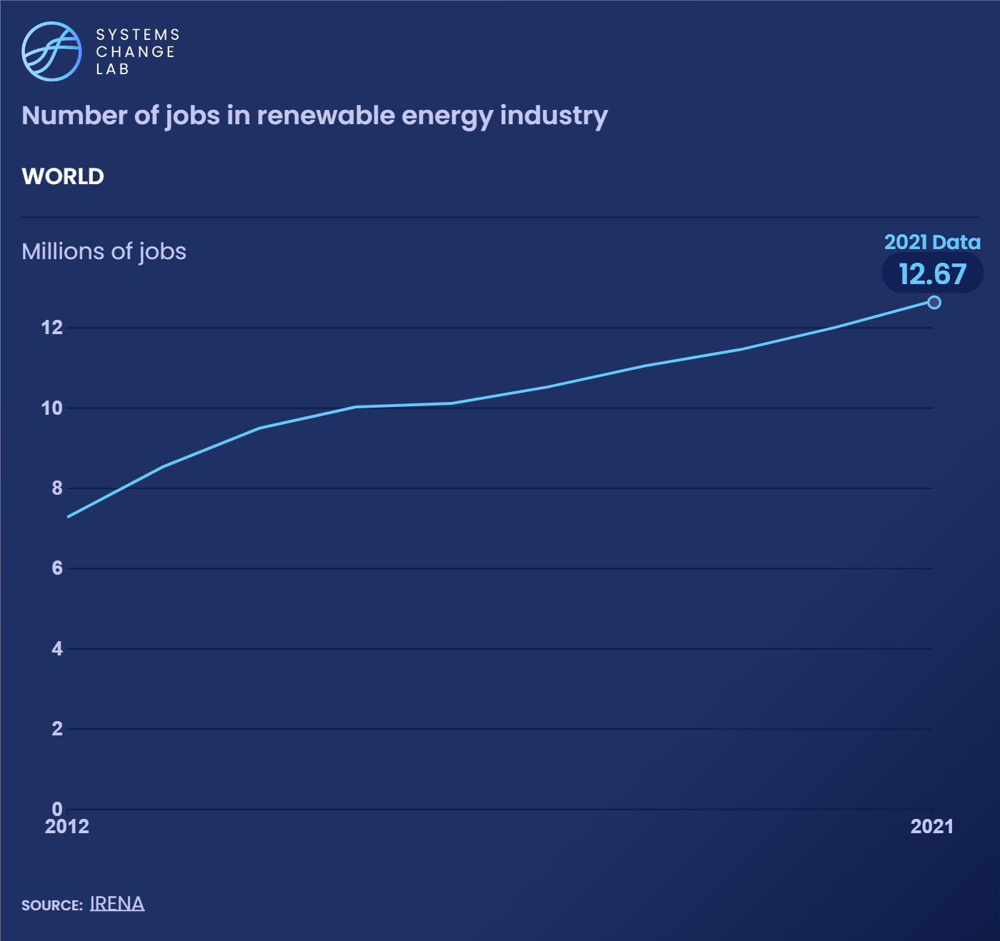 SYSTEMS
CHANGE
LAB
Number of jobs in renewable energy industry
WORLD
Millions of jobs
2021 Data
12.67
12
10
8
6
4
2
0
2012
2021
SOURCE: IRENA